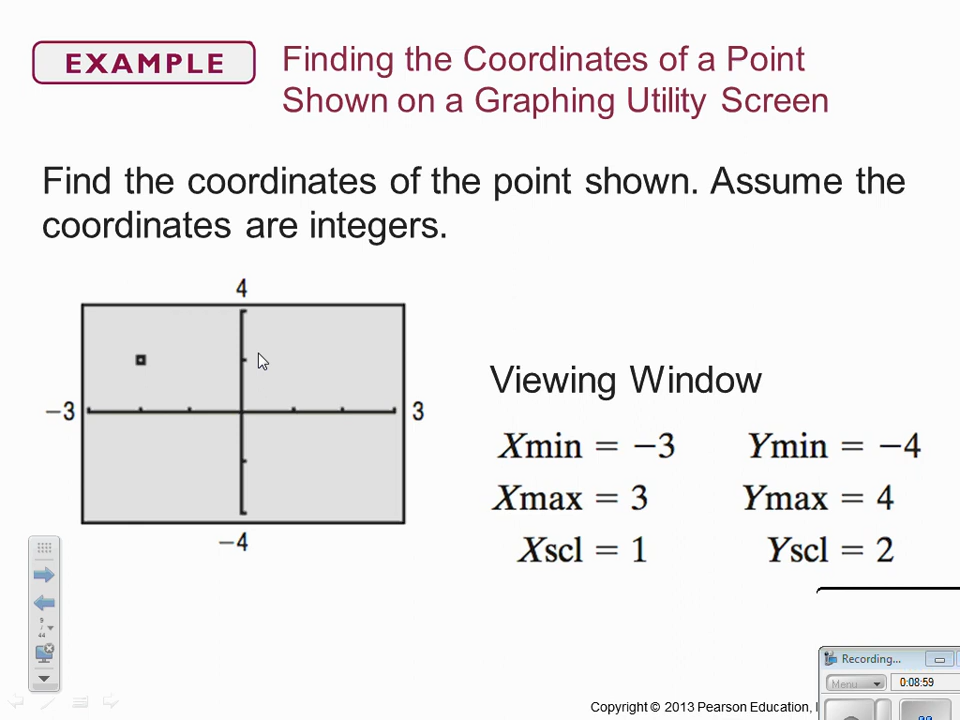 EXAMPLE
Finding the Coordinates of a Point
Shown on a Graphing Utility Screen
Find the coordinates of the point shown. Assume the
coordinates are integers.
4
−3
3
−4
Viewing Window
Xmin = −3
Ymin = −4
Xmax = 3
Ymax = 4
Xscl = 1
Yscl = 2
9
/
44
Recording...
Menu
0:08:59
Copyright © 2013 Pearson Education,